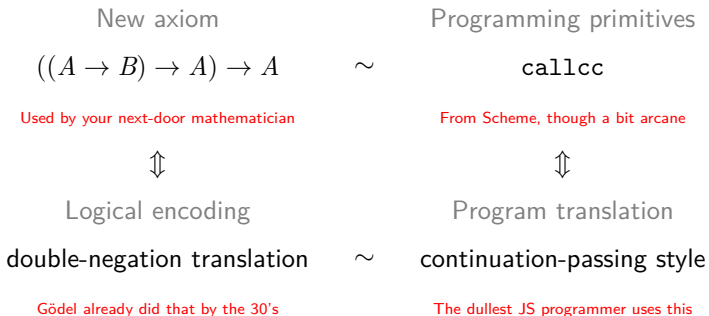 New axiom Programming primitives
((A → B) → A) → A ∼ callcc
Used by your next-door mathematician From Scheme, though a bit arcane
⇕ ⇕
Logical encoding Program translation
double-negation translation ∼ continuation-passing style
Gödel already did that by the 30's The dullest JS programmer uses this